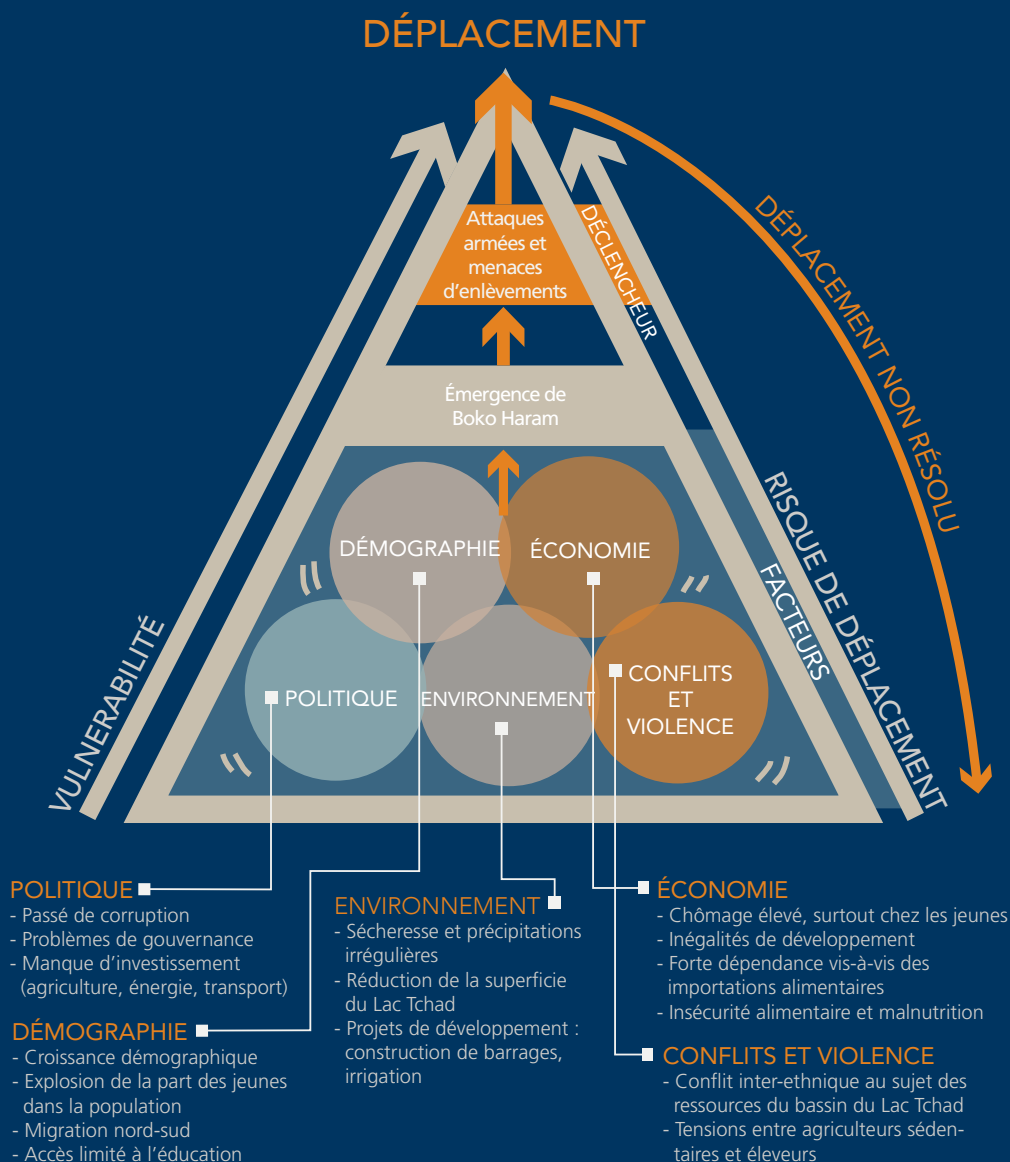 DÉPLACEMENT
Attaques
armées et
menaces
d'enlèvements
DÉCLENCHEUR
DÉPLACEMENT NON RÉSOLU
Émergence de
Boko Haram
DÉMOGRAPHIE
ÉCONOMIE
POLITIQUE
ENVIRONNEMENT
CONFLITS
ET
VIOLENCE
VULNERABILITÉ
FACTEURS
RISQUE DE DÉPLACEMENT
POLITIQUE
- Passé de corruption
- Problèmes de gouvernance
- Manque d'investissement
(agriculture, énergie, transport)
DÉMOGRAPHIE
- Croissance démographique
- Explosion de la part des jeunes
dans la population
- Migration nord-sud
- Accès limité à l'éducation
ENVIRONNEMENT
- Sécheresse et précipitations
irrégulières
- Réduction de la superficie
du Lac Tchad
- Projets de développement :
construction de barrages,
irrigation
ÉCONOMIE
- Chômage élevé, surtout chez les jeunes
- Inégalités de développement
- Forte dépendance vis-à-vis des
importations alimentaires
- Insécurité alimentaire et malnutrition
CONFLITS ET VIOLENCE
- Conflit inter-ethnique au sujet des
ressources du bassin du Lac Tchad
- Tensions entre agriculteurs séden-
taires et éleveurs